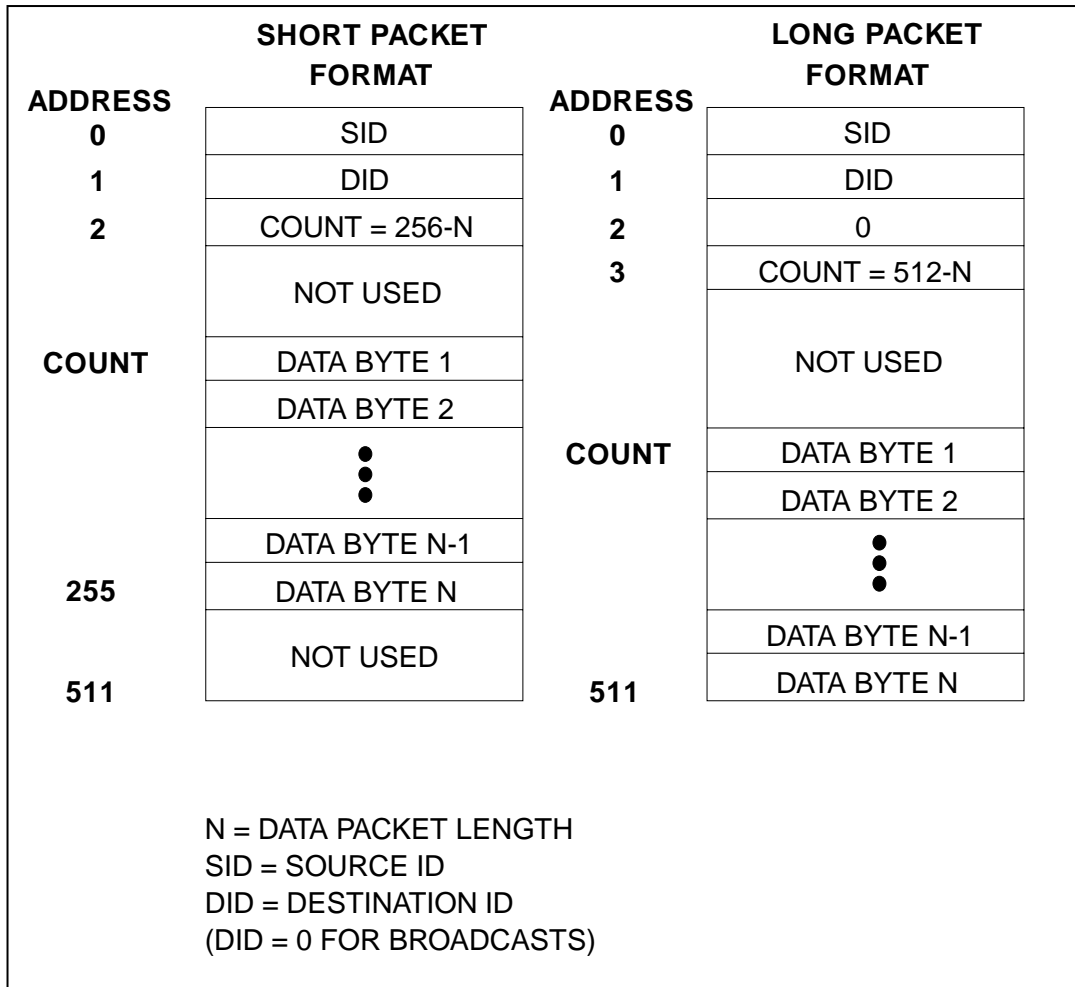 SHORT PACKET
FORMAT
ADDRESS
0 SID
1 DID
2 COUNT = 256-N
NOT USED
COUNT DATA BYTE 1
DATA BYTE 2
DATA BYTE N-1
255 DATA BYTE N
NOT USED
511
LONG PACKET
FORMAT
ADDRESS
0 SID
1 DID
2 0
3 COUNT = 512-N
NOT USED
COUNT DATA BYTE 1
DATA BYTE 2
DATA BYTE N-1
511 DATA BYTE N
N = DATA PACKET LENGTH
SID = SOURCE ID
DID = DESTINATION ID
(DID = 0 FOR BROADCASTS)